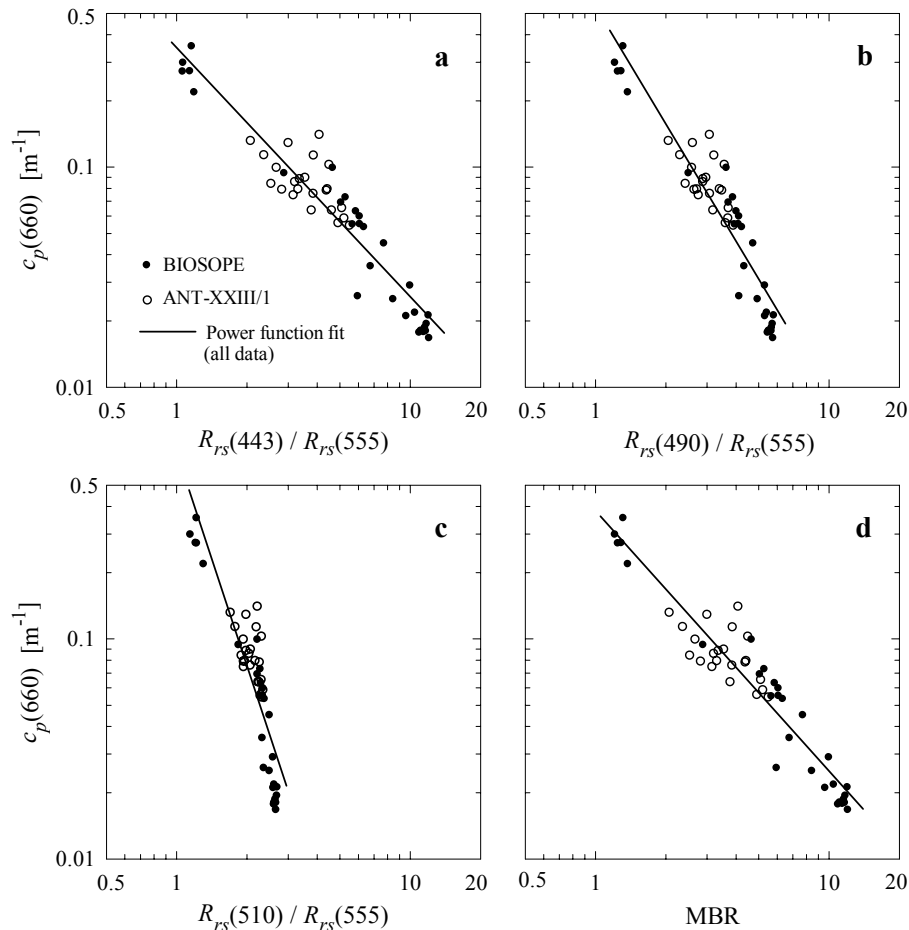 0.5
a
0.1
0.01
c_p(660) [m⁻¹]
BIOSOPE
ANT-XXIII/1
Power function fit
(all data)
0.5 1 10 20
R_rs(443) / R_rs(555)
b
0.5 1 10 20
R_rs(490) / R_rs(555)
0.5
c
0.1
0.01
c_p(660) [m⁻¹]
0.5 1 10 20
R_rs(510) / R_rs(555)
d
0.5 1 10 20
MBR